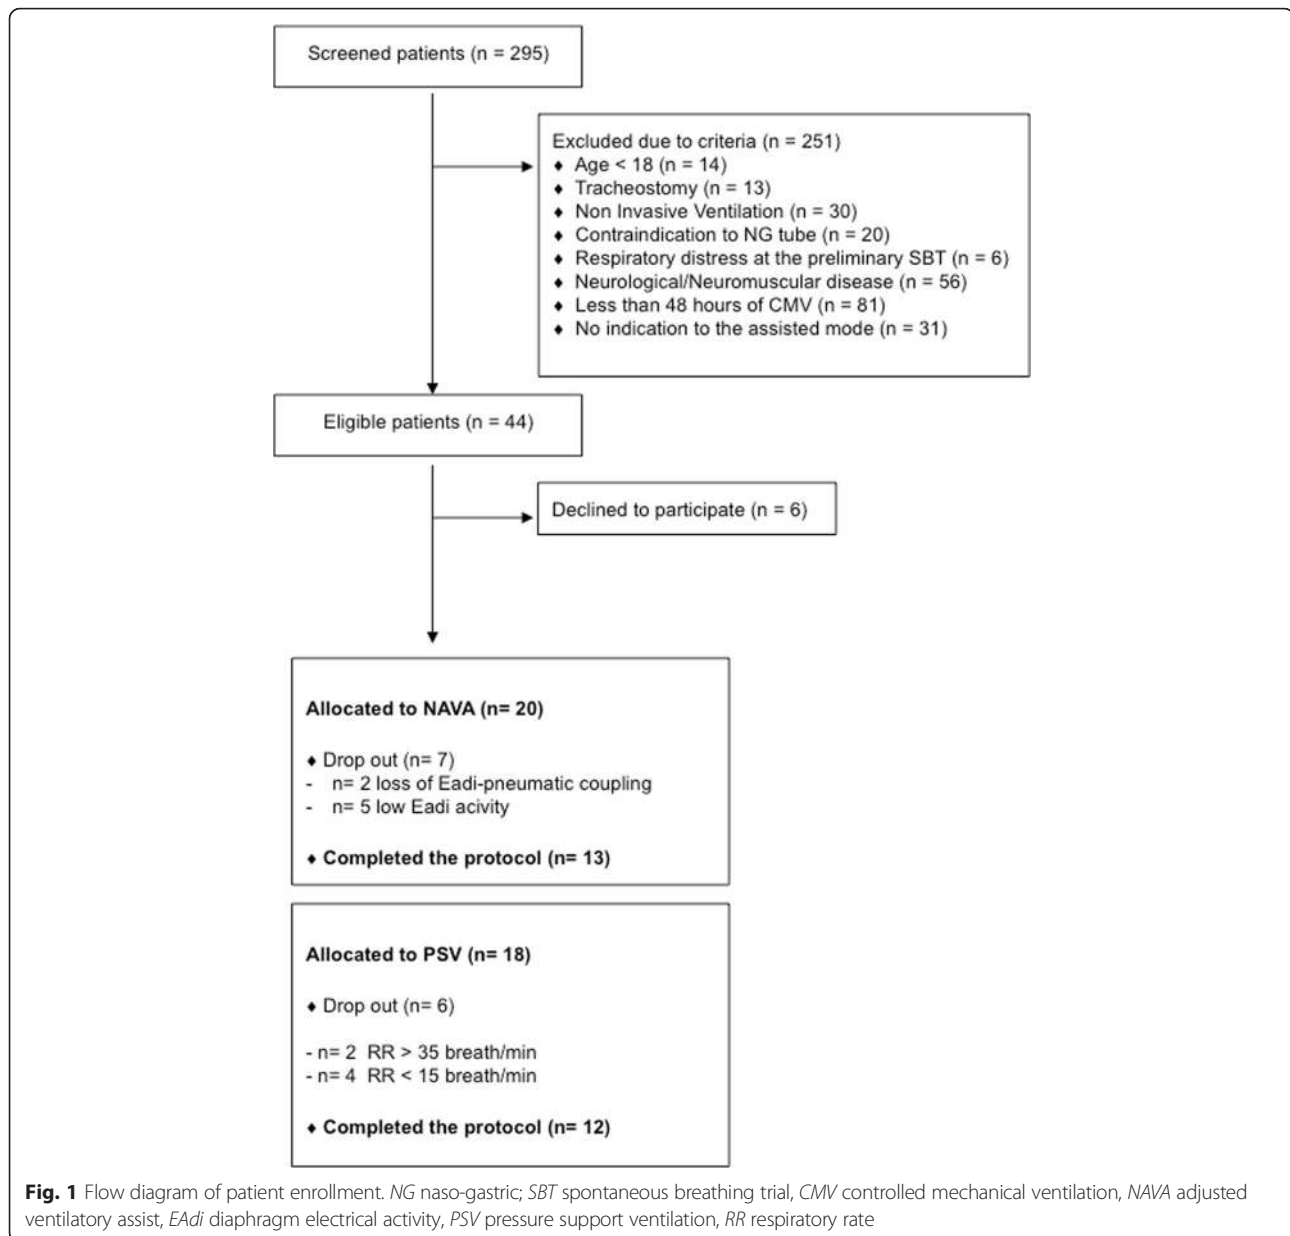 Screened patients (n = 295)
Excluded due to criteria (n = 251)
♦ Age < 18 (n = 14)
♦ Tracheostomy (n = 13)
♦ Non Invasive Ventilation (n = 30)
♦ Contraindication to NG tube (n = 20)
♦ Respiratory distress at the preliminary SBT (n = 6)
♦ Neurological/Neuromuscular disease (n = 56)
♦ Less than 48 hours of CMV (n = 81)
♦ No indication to the assisted mode (n = 31)
Eligible patients (n = 44)
Declined to participate (n = 6)
Allocated to NAVA (n= 20)
♦ Drop out (n= 7)
- n= 2 loss of Eadi-pneumatic coupling
- n= 5 low Eadi acivity
♦ Completed the protocol (n= 13)
Allocated to PSV (n= 18)
♦ Drop out (n= 6)
- n= 2 RR > 35 breath/min
- n= 4 RR < 15 breath/min
♦ Completed the protocol (n= 12)
Fig. 1 Flow diagram of patient enrollment. NG naso-gastric; SBT spontaneous breathing trial, CMV controlled mechanical ventilation, NAVA adjusted
ventilatory assist, EAdi diaphragm electrical activity, PSV pressure support ventilation, RR respiratory rate